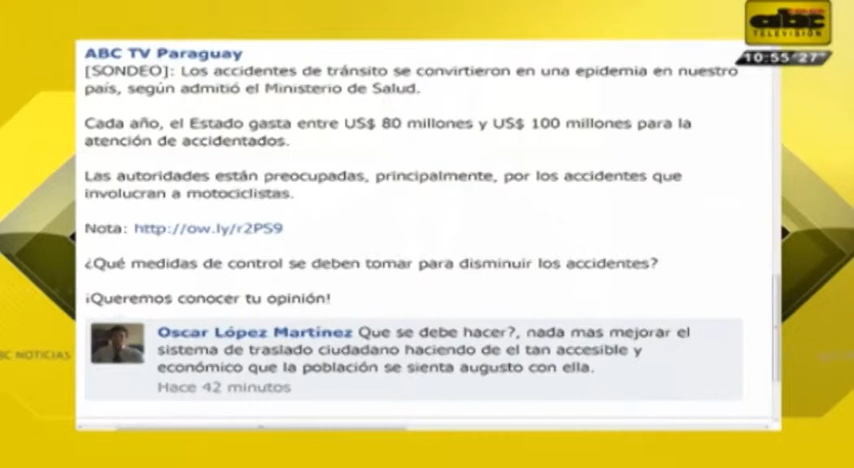 abc
TELEVISIÓN
10:55:27
ABC TV Paraguay
[SONDEO]: Los accidentes de tránsito se convirtieron en una epidemia en nuestro
país, según admitió el Ministerio de Salud.
Cada año, el Estado gasta entre US$ 80 millones y US$ 100 millones para la
atención de accidentados.
Las autoridades están preocupadas, principalmente, por los accidentes que
involucran a motociclistas.
Nota: http://ow.ly/r2PS9
¿Qué medidas de control se deben tomar para disminuir los accidentes?
¡Queremos conocer tu opinión!
Oscar López Martínez Que se debe hacer?, nada mas mejorar el
sistema de traslado ciudadano haciendo de el tan accesible y
económico que la población se sienta augusto con ella.
Hace 42 minutos
BC NOTICIAS